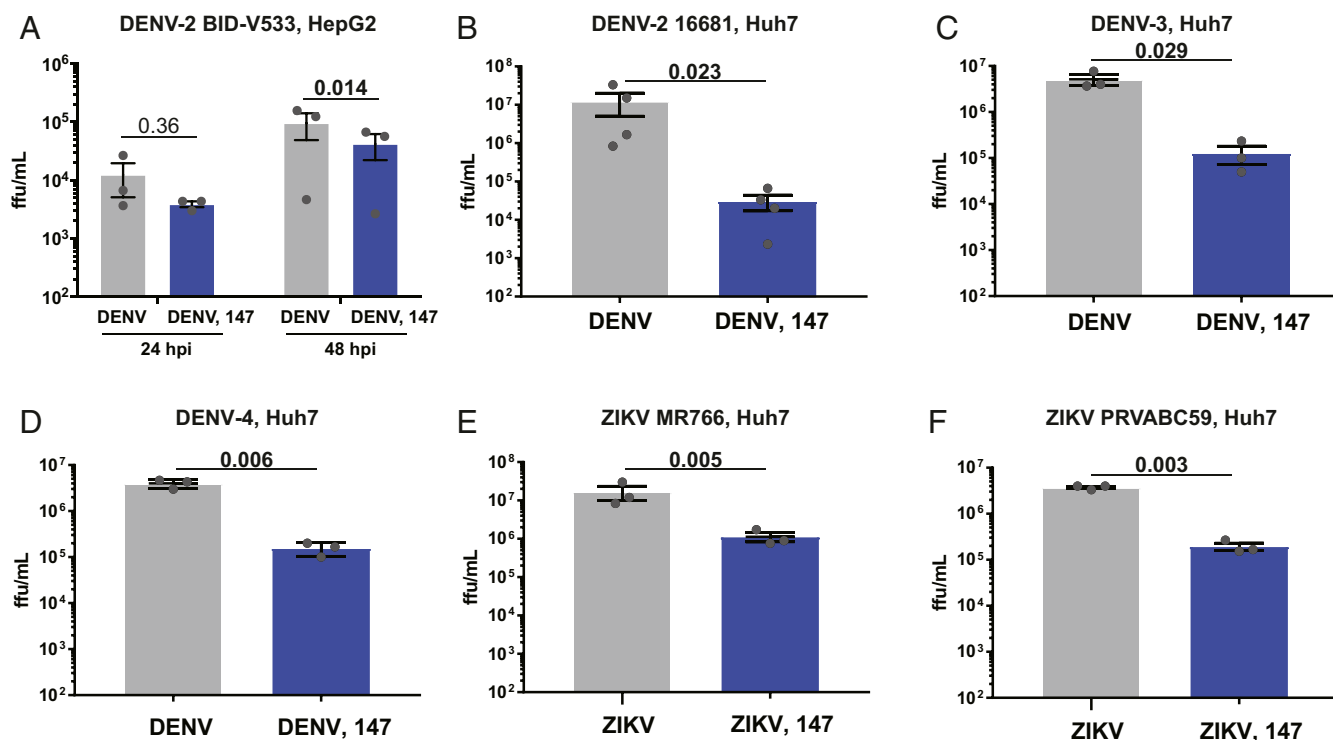 A
DENV-2 BID-V533, HepG2
ffu/mL
10⁶
10⁵
10⁴
10³
10²
0.36
0.014
DENV DENV, 147 DENV DENV, 147
24 hpi 48 hpi
B
DENV-2 16681, Huh7
ffu/mL
10⁸
10⁷
10⁶
10⁵
10⁴
10³
10²
0.023
DENV DENV, 147
C
DENV-3, Huh7
ffu/mL
10⁷
10⁶
10⁵
10⁴
10³
10²
0.029
DENV DENV, 147
D
DENV-4, Huh7
ffu/mL
10⁷
10⁶
10⁵
10⁴
10³
10²
0.006
DENV DENV, 147
E
ZIKV MR766, Huh7
ffu/mL
10⁸
10⁷
10⁶
10⁵
10⁴
10³
10²
0.005
ZIKV ZIKV, 147
F
ZIKV PRVABC59, Huh7
ffu/mL
10⁷
10⁶
10⁵
10⁴
10³
10²
0.003
ZIKV ZIKV, 147